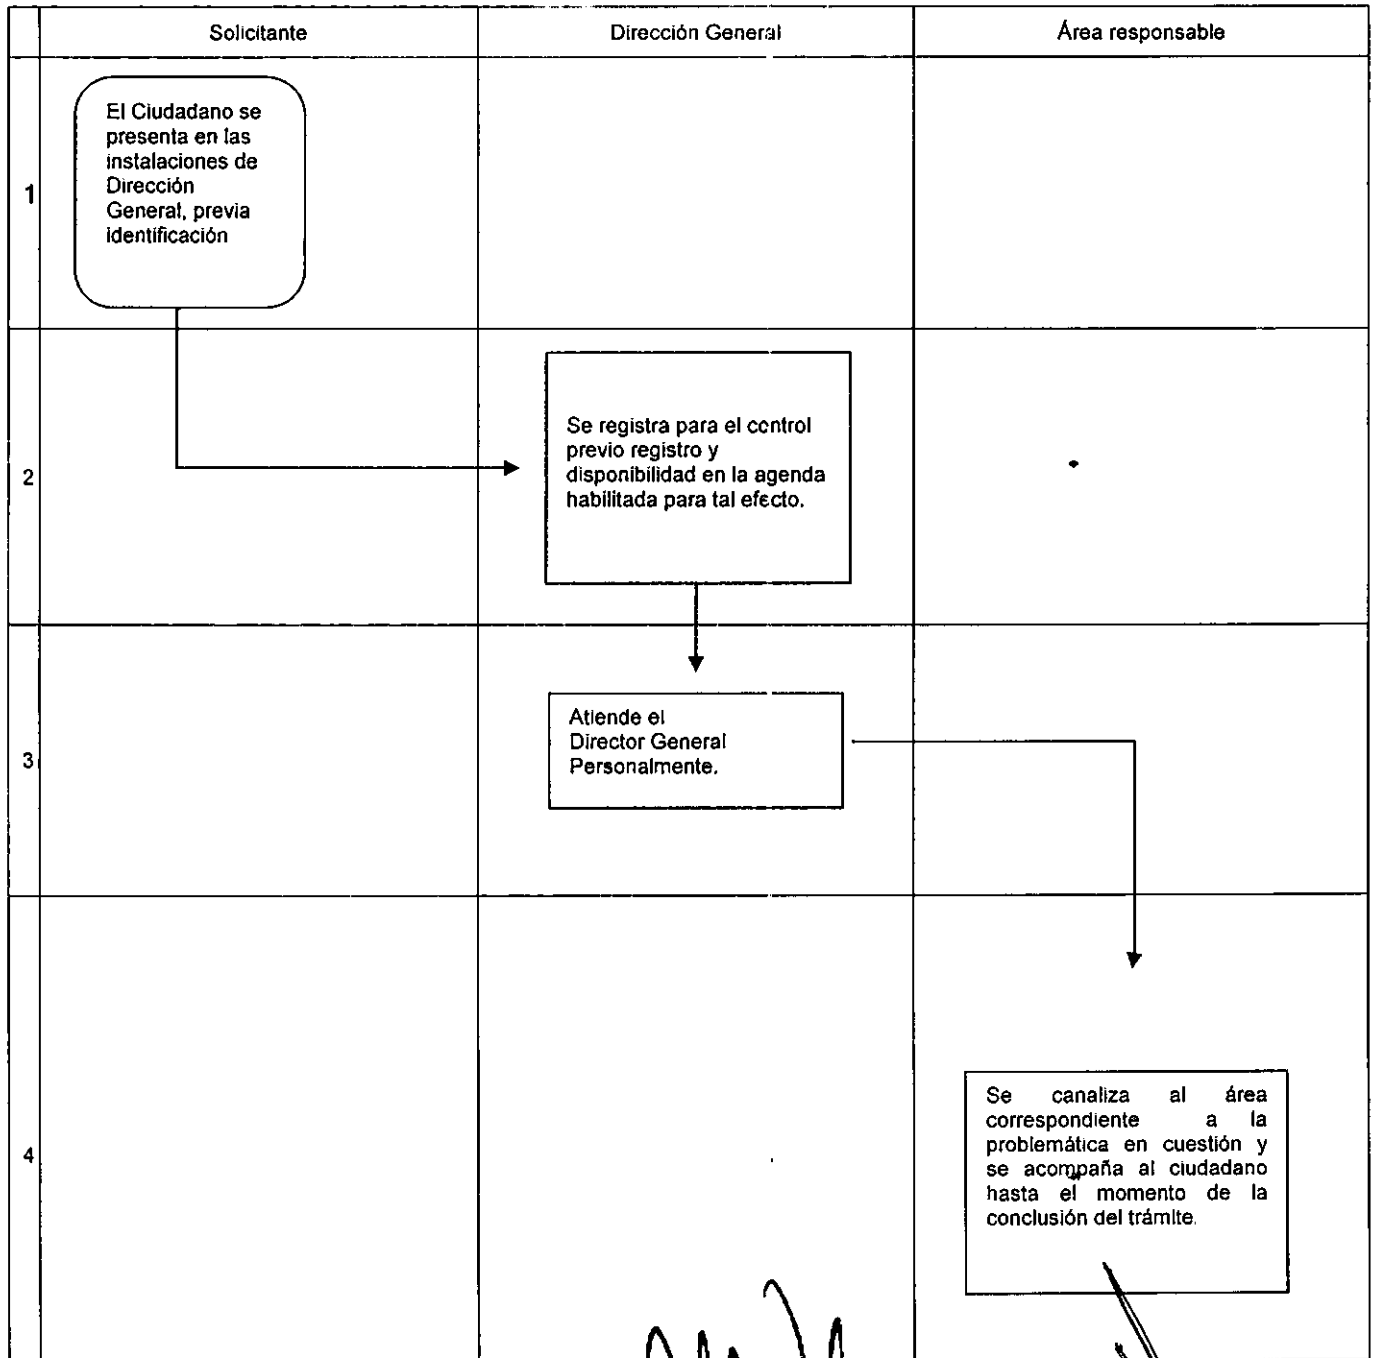 Solicitante
Dirección General
Área responsable
1
El Ciudadano se
presenta en las
instalaciones de
Dirección
General, previa
identificación
2
Se registra para el control
previo registro y
disponibilidad en la agenda
habilitada para tal efecto.
3
Atiende el
Director General
Personalmente.
4
Se canaliza al área
correspondiente a la
problemática en cuestión y
se acompaña al ciudadano
hasta el momento de la
conclusión del trámite.